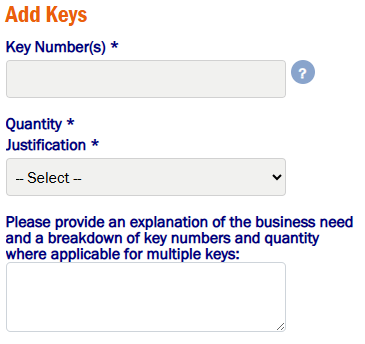 Add Keys
Key Number(s) *
?
Quantity *
Justification *
-- Select --
Please provide an explanation of the business need
and a breakdown of key numbers and quantity
where applicable for multiple keys: